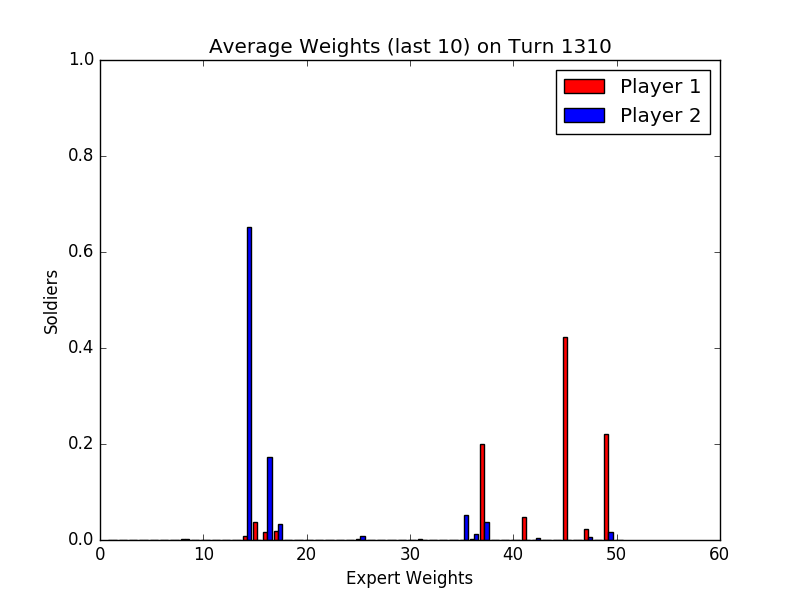 Average Weights (last 10) on Turn 1310
1.0
0.8
0.6
0.4
0.2
0.0
Soldiers
Player 1
Player 2
0 10 20 30 40 50 60
Expert Weights